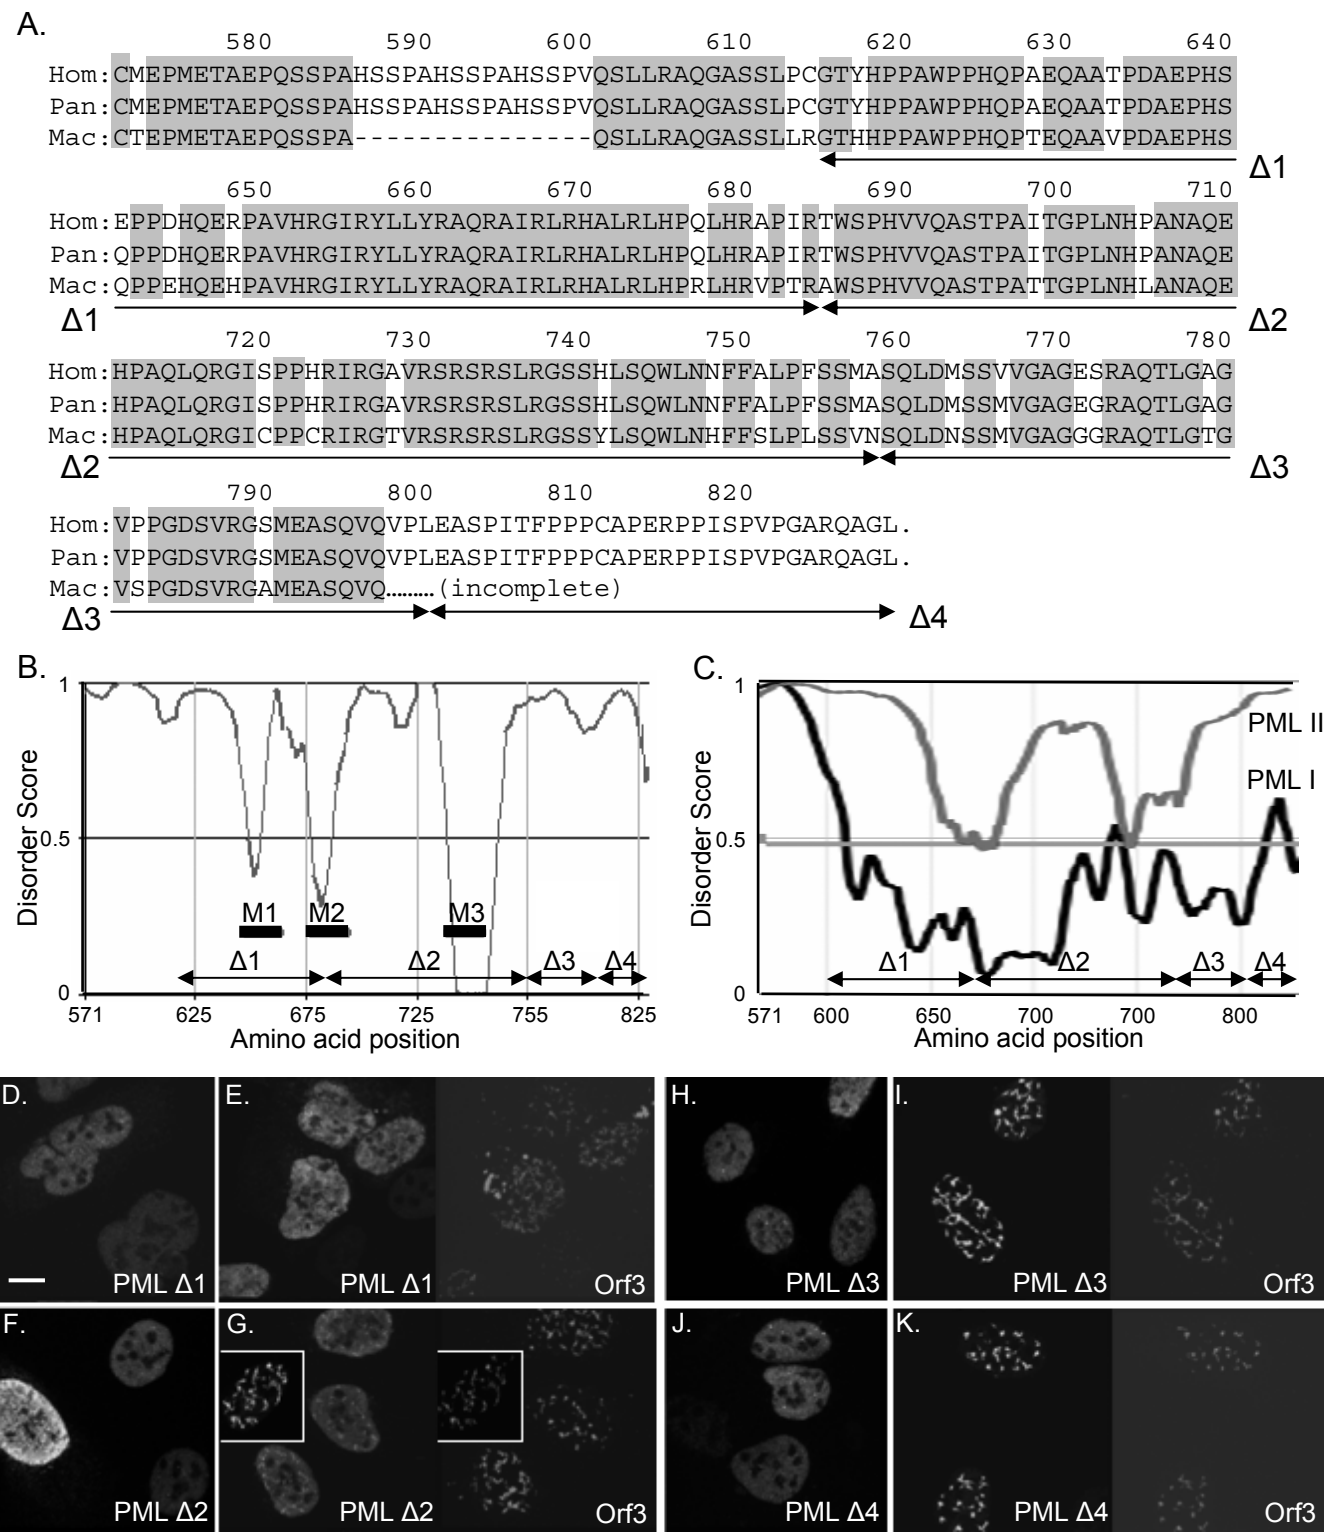 A.
580 590 600 610 620 630 640
Hom:CMEPMETAEPQSSPAHSSPAHSSPAHSSPVQSLLRAQGASSLPCGTYHPPAWPPHQPAEQAATPDAEPHS
Pan:CMEPMETAEPQSSPAHSSPAHSSPAHSSPVQSLLRAQGASSLPCGTYHPPAWPPHQPAEQAATPDAEPHS
Mac:CTEPMETAEPQSSPA---------------QSLLRAQGASSLLRGTHHPPAWPPHQPTEQAAVPDAEPHS
Δ1
650 660 670 680 690 700 710
Hom:EPPDHQERPAVHRGIRYLLYRAQRAIRLRHALRLHPQLHRAPIRTWSPHVVQASTPAITGPLNHPANAQE
Pan:QPPDHQERPAVHRGIRYLLYRAQRAIRLRHALRLHPQLHRAPIRTWSPHVVQASTPAITGPLNHPANAQE
Mac:QPPEHQEHPAVHRGIRYLLYRAQRAIRLRHALRLHPRLHRVPTRAWSPHVVQASTPATTGPLNHLANAQE
Δ1 Δ2
720 730 740 750 760 770 780
Hom:HPAQLQRGISPPHRIRGAVRSRSRSLRGSSHLSQWLNNFFALPFSSMASQLDMSSVVGAGESRAQTLGAG
Pan:HPAQLQRGISPPHRIRGAVRSRSRSLRGSSHLSQWLNNFFALPFSSMASQLDMSSMVGAGEGRAQTLGAG
Mac:HPAQLQRGICPPCRIRGTVRSRSRSLRGSSYLSQWLNHFFSLPLSSVNSQLDNSSMVGAGGGRAQTLGTG
Δ2 Δ3
790 800 810 820
Hom:VPPGDSVRGSMEASQVQVPLEASPITFPPPCAPERPPISPVPGARQAGL.
Pan:VPPGDSVRGSMEASQVQVPLEASPITFPPPCAPERPPISPVPGARQAGL.
Mac:VSPGDSVRGAMEASQVQ………(incomplete)
Δ3 Δ4
B.
1
0.5
0
Disorder Score
M1 M2 M3
Δ1 Δ2 Δ3 Δ4
571 625 675 725 755 825
Amino acid position
C.
1
0.5
0
Disorder Score
PML II
PML I
Δ1 Δ2 Δ3 Δ4
571 600 650 700 700 800
Amino acid position
D.
PML Δ1
E.
PML Δ1
Orf3
H.
PML Δ3
I.
PML Δ3
Orf3
F.
PML Δ2
G.
PML Δ2
Orf3
J.
PML Δ4
K.
PML Δ4
Orf3